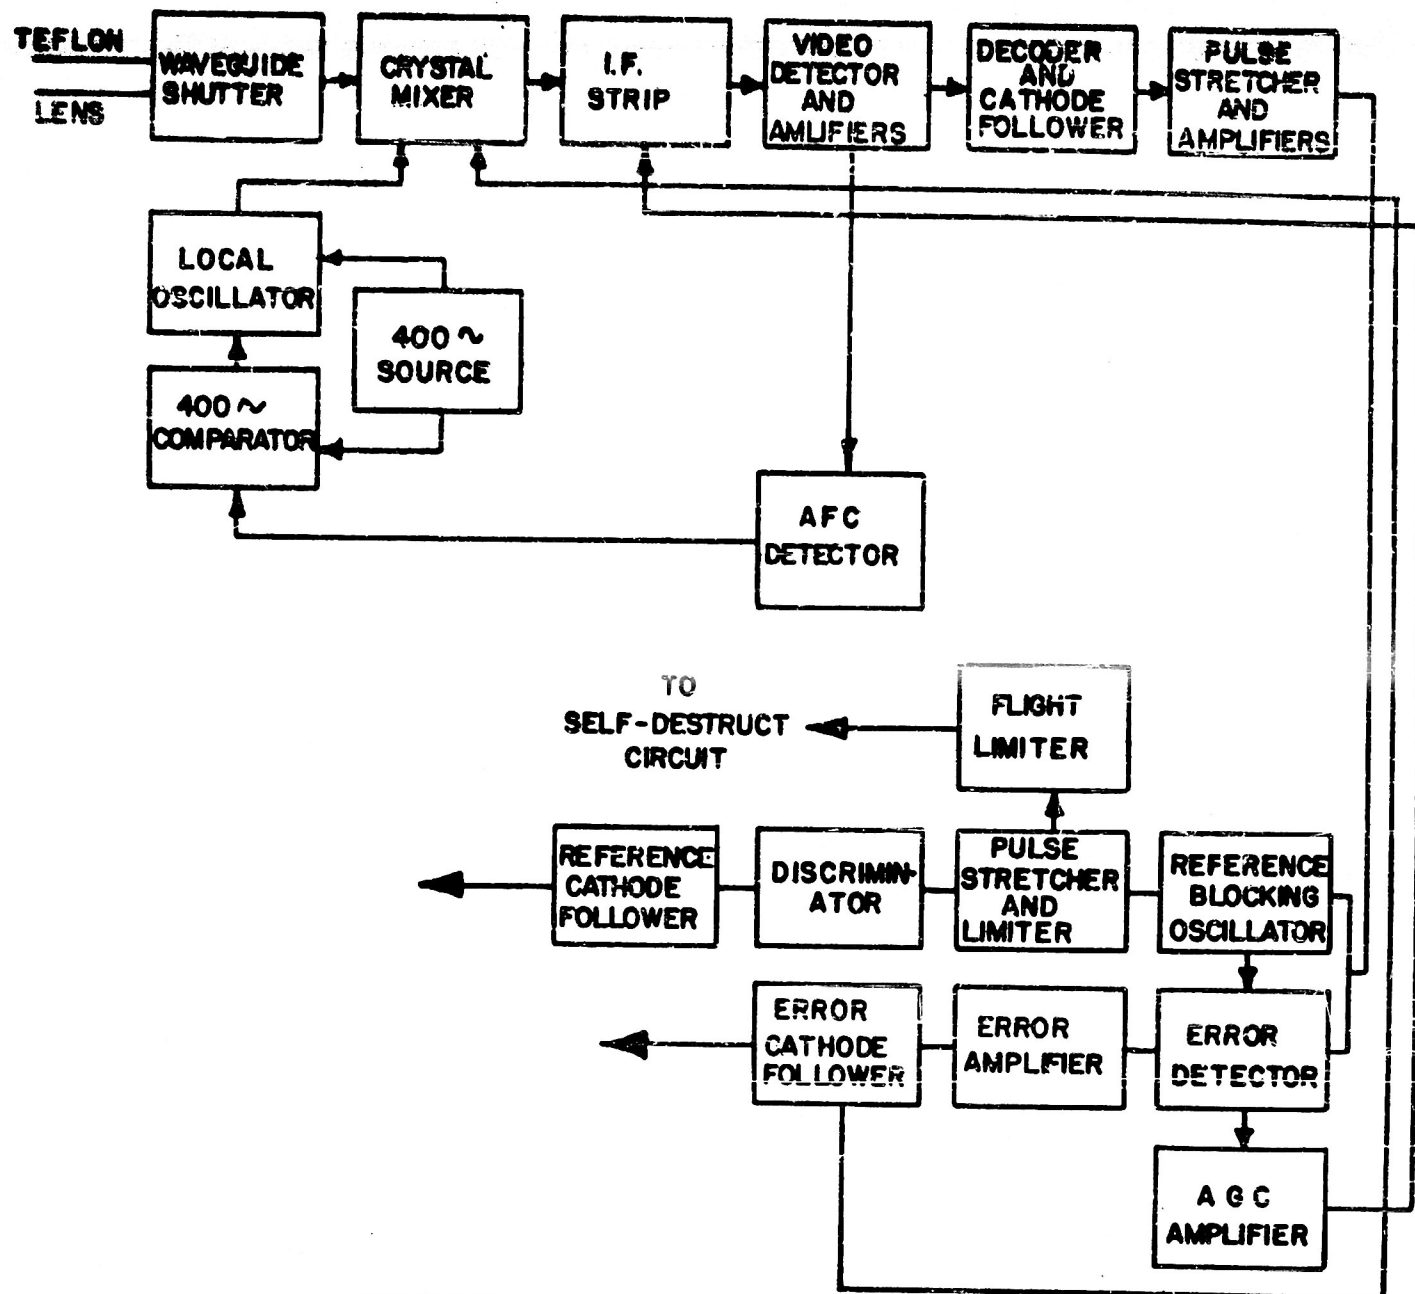 TEFLON
LENS
WAVEGUIDE
SHUTTER
CRYSTAL
MIXER
I.F.
STRIP
VIDEO
DETECTOR
AND
AMLIFIERS
DECODER
AND
CATHODE
FOLLOWER
PULSE
STRETCHER
AND
AMPLIFIERS
LOCAL
OSCILLATOR
400~
SOURCE
400~
COMPARATOR
AFC
DETECTOR
TO
SELF-DESTRUCT
CIRCUIT
FLIGHT
LIMITER
REFERENCE
CATHODE
FOLLOWER
DISCRIMIN-
ATOR
PULSE
STRETCHER
AND
LIMITER
REFERENCE
BLOCKING
OSCILLATOR
ERROR
CATHODE
FOLLOWER
ERROR
AMPLIFIER
ERROR
DETECTOR
AGC
AMPLIFIER